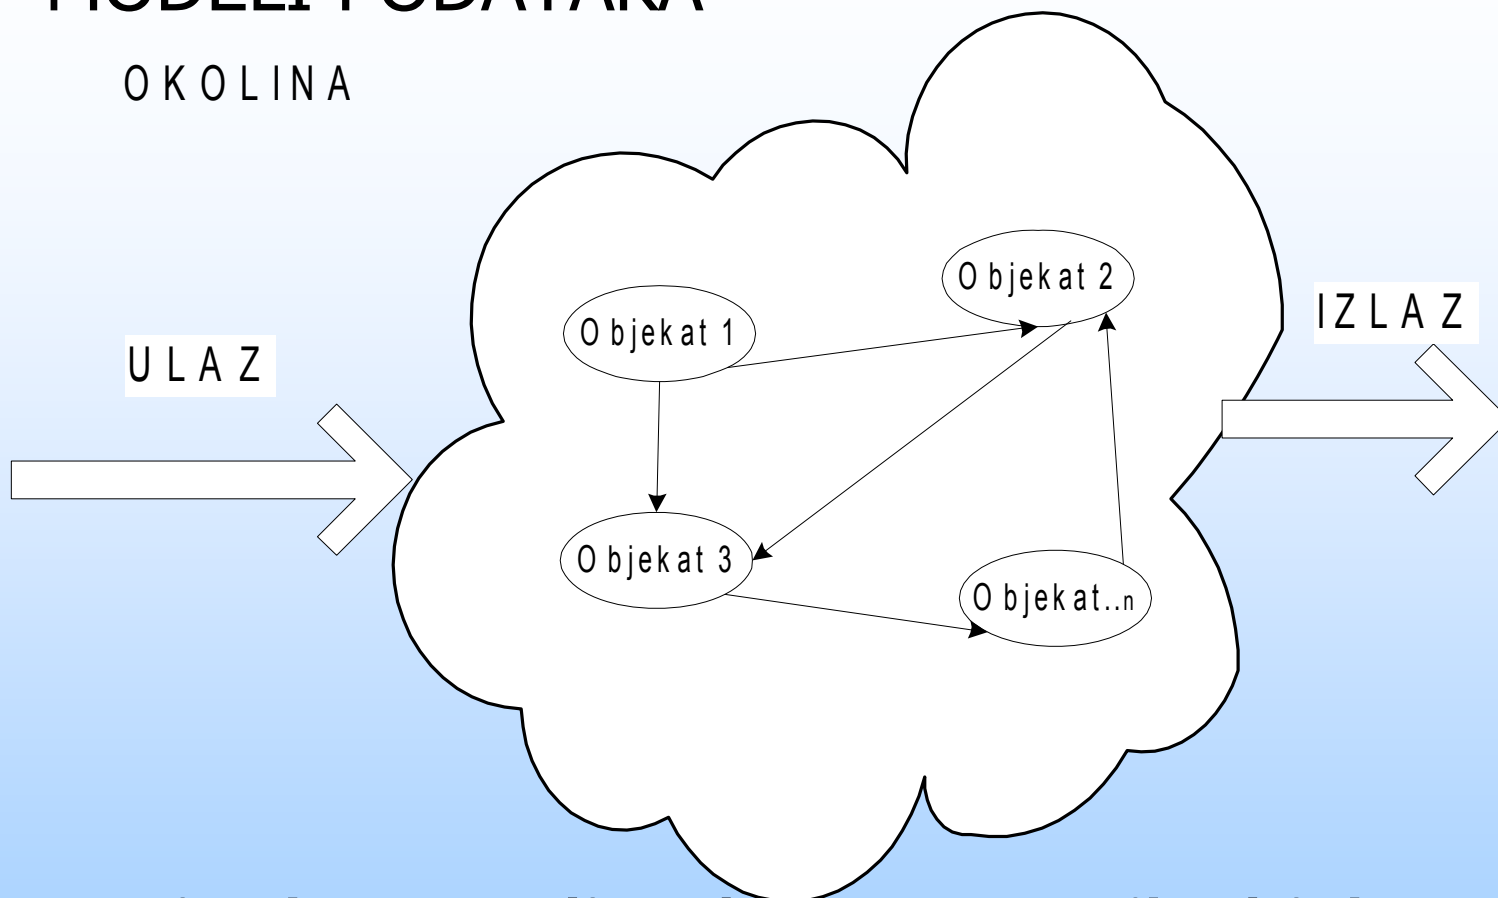 MODELI PODATAKA
OKOLINA
Objekat 2
IZLAZ
Objekat 1
ULAZ
Objekat 3
Objekat..n